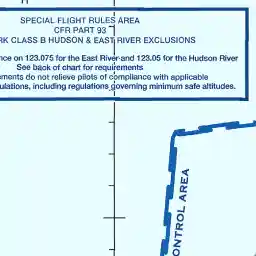 SPECIAL FLIGHT RULES AREA
CFR PART 93
RK CLASS B HUDSON & EAST RIVER EXCLUSIONS
nce on 123.075 for the East River and 123.05 for the Hudson River
See back of chart for requirements
ements do not relieve pilots of compliance with applicable
ulations, including regulations governing minimum safe altitudes.
ONTROL AREA